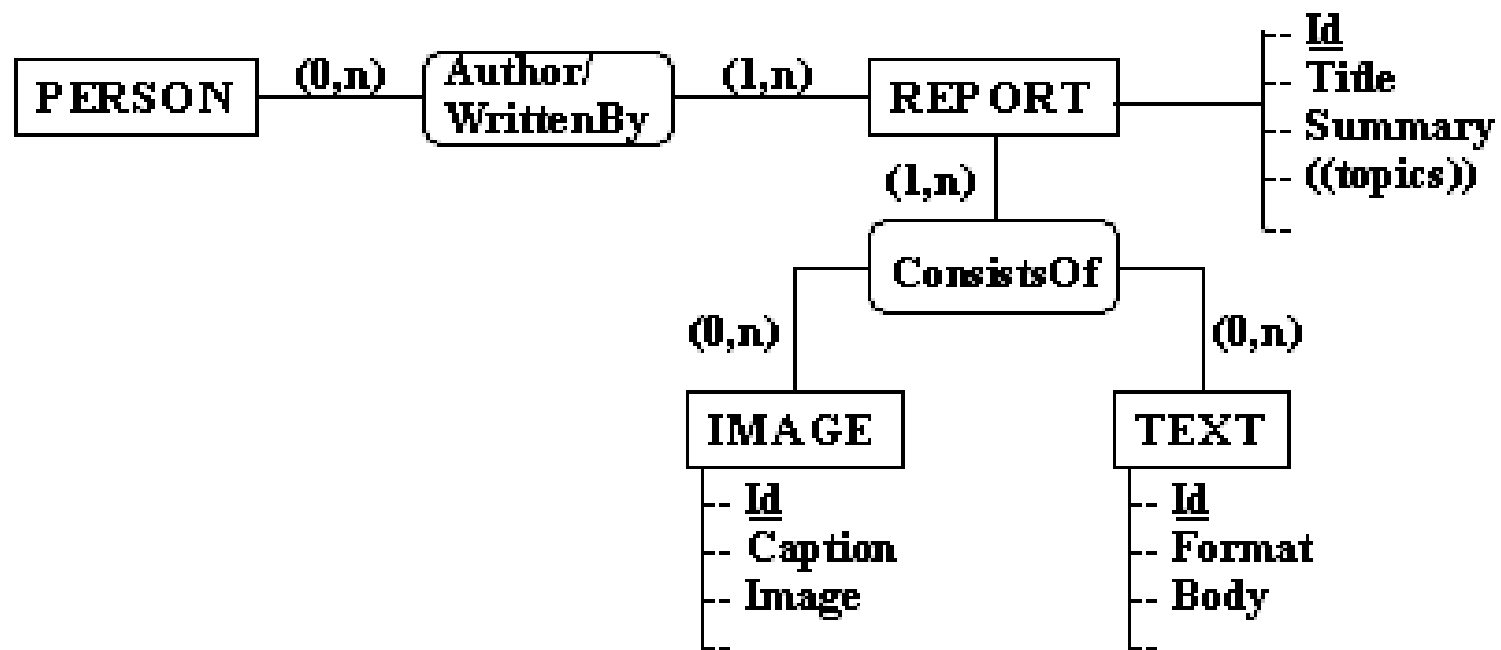 PERSON
(0,n)
Author/
WrittenBy
(1,n)
REPORT
Id
Title
Summary
((topics))
(1,n)
ConsistsOf
(0,n)
(0,n)
IMAGE
TEXT
Id
Caption
Image
Id
Format
Body